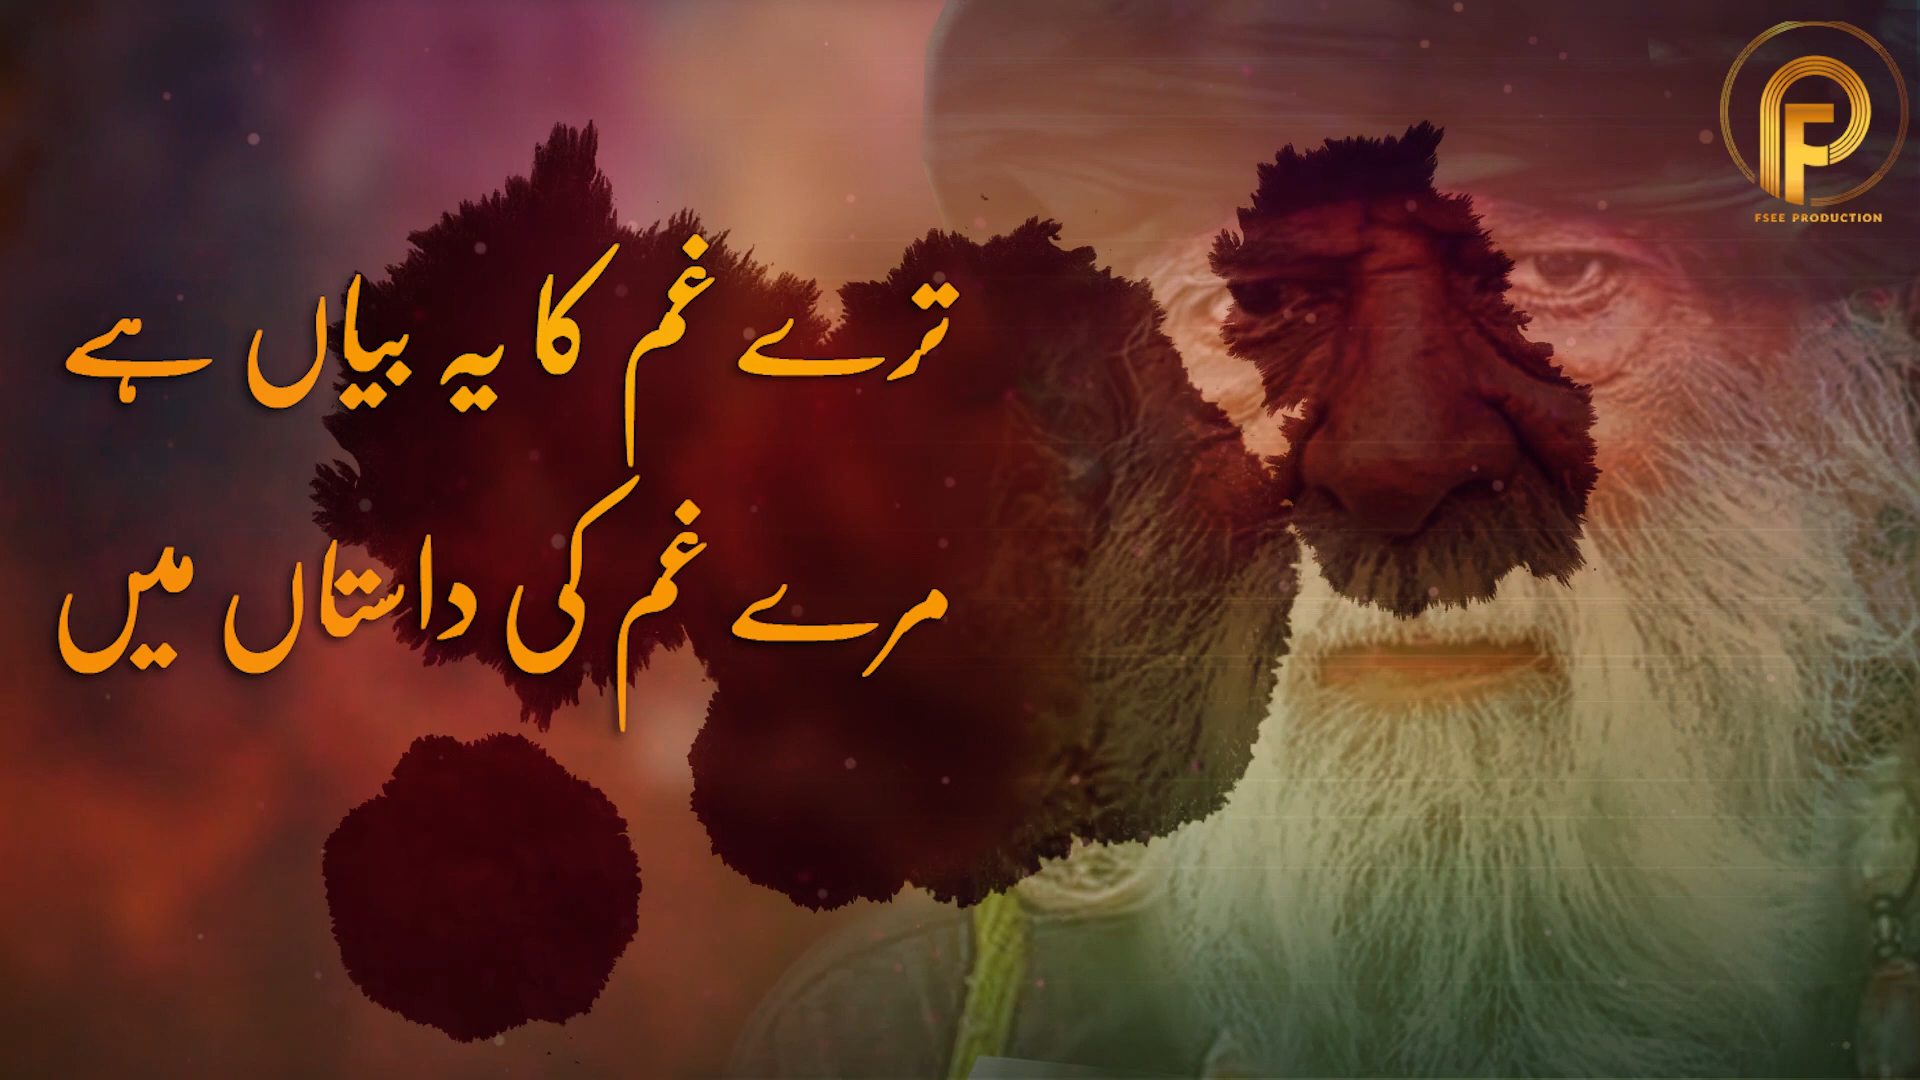 ترے غم کا یہ بیاں ہے
مرے غم کی داستاں میں
FSEE PRODUCTION